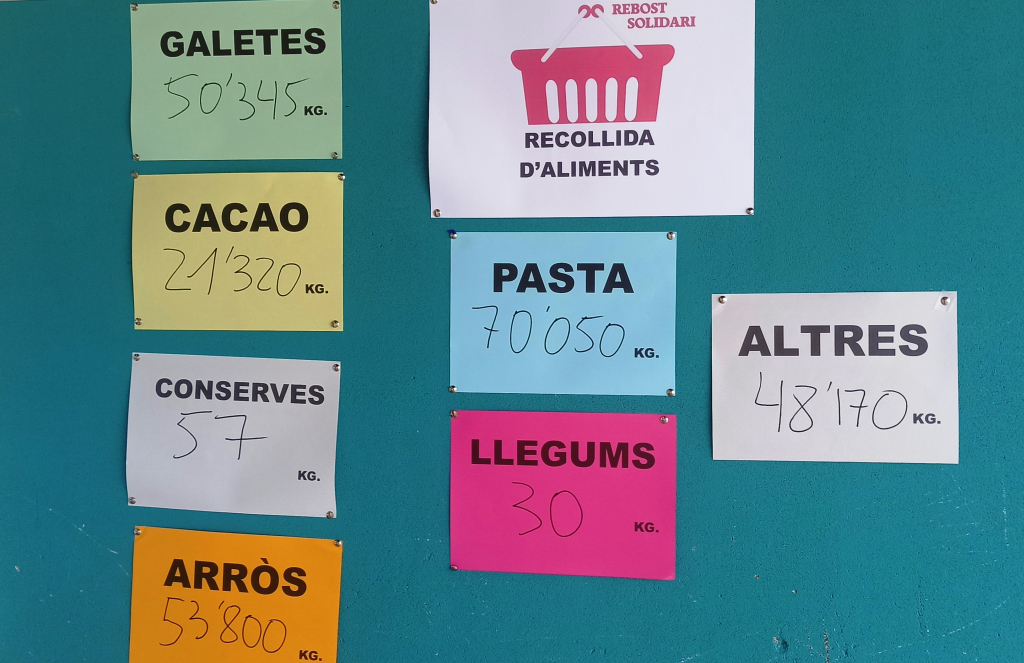 GALETES
50'345 KG.
CACAO
21'320 KG.
CONSERVES
57
KG.
ARRÒS
53'800
KG.
REBOST
SOLIDARI
RECOLLIDA
D'ALIMENTS
PASTA
70'050 KG.
LLEGUMS
30 KG.
ALTRES
48'170 KG.